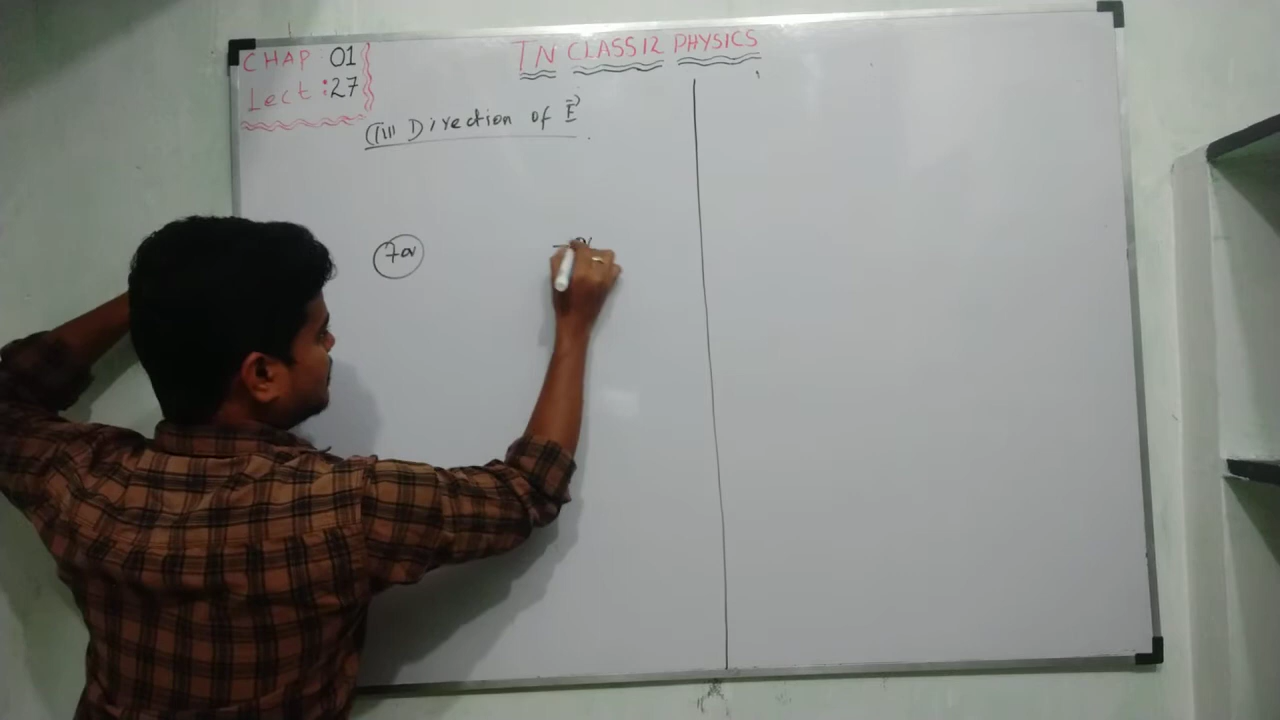 CHAP 01
Lect : 27
TN CLASS 12 PHYSICS
(III) Direction of E⃗
+q